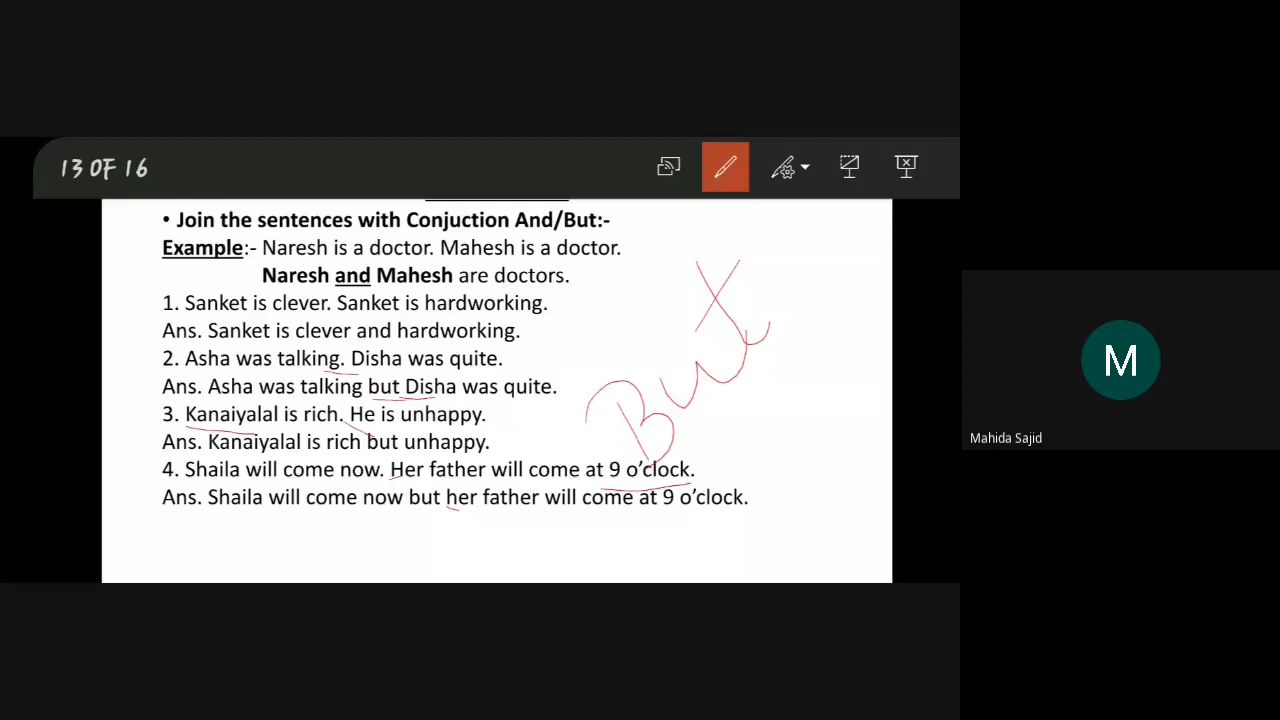 13 OF 16
• Join the sentences with Conjuction And/But:-
Example:- Naresh is a doctor. Mahesh is a doctor.
Naresh and Mahesh are doctors.
1. Sanket is clever. Sanket is hardworking.
Ans. Sanket is clever and hardworking.
2. Asha was talking. Disha was quite.
Ans. Asha was talking but Disha was quite.
3. Kanaiyalal is rich. He is unhappy.
Ans. Kanaiyalal is rich but unhappy.
4. Shaila will come now. Her father will come at 9 o’clock.
Ans. Shaila will come now but her father will come at 9 o’clock.
But
M
Mahida Sajid